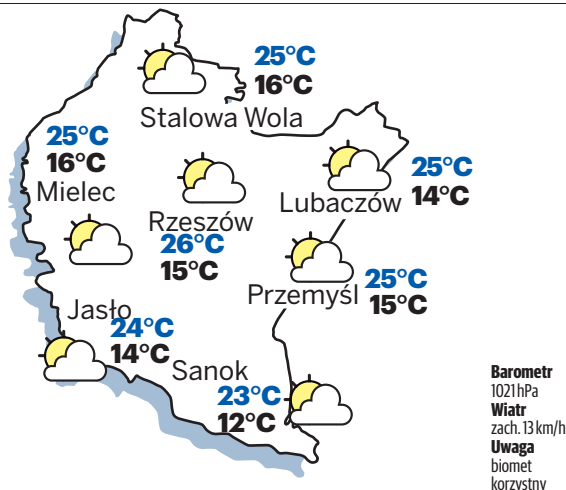 25°C
16°C
Stalowa Wola
25°C
16°C
Mielec
25°C
14°C
Lubaczów
Rzeszów
26°C
15°C
25°C
15°C
Przemyśl
Jasło
24°C
14°C
Sanok
23°C
12°C
Barometr
1021 hPa
Wiatr
zach. 13 km/h
Uwaga
biomet
korzystny